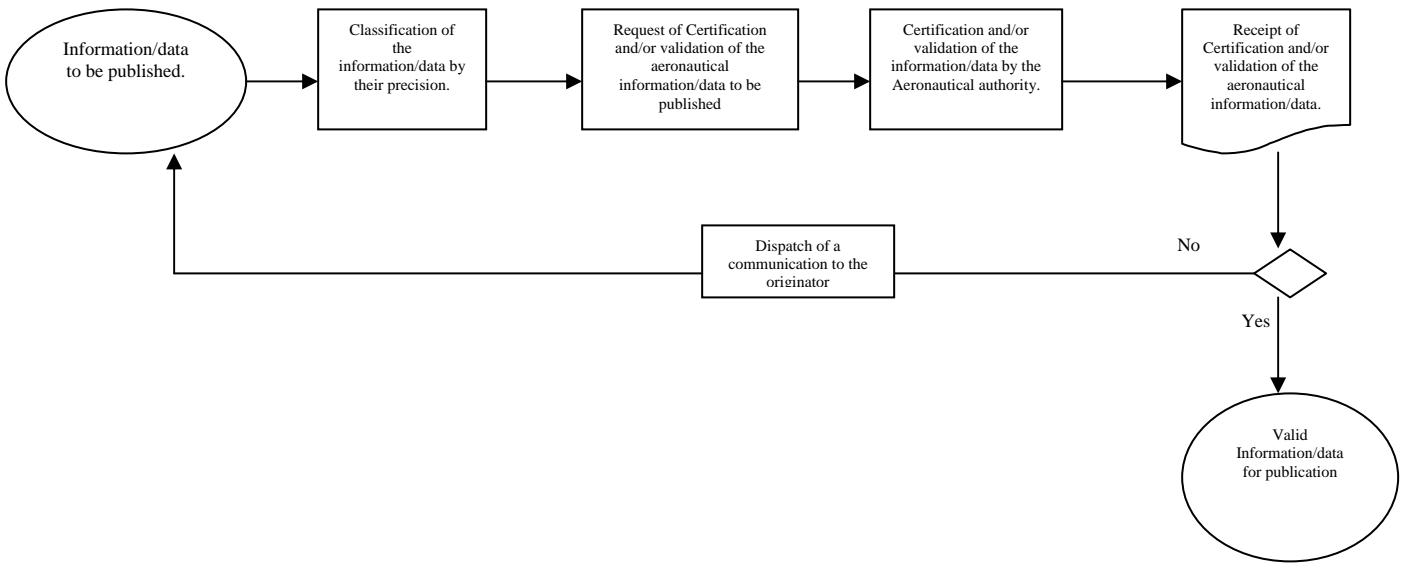 Information/data
to be published.
Classification of
the
information/data by
their precision.
Request of Certification
and/or validation of the
aeronautical
information/data to be
published
Certification and/or
validation of the
information/data by the
Aeronautical authority.
Receipt of
Certification and/or
validation of the
aeronautical
information/data.
Dispatch of a
communication to the
originator
No
Yes
Valid
Information/data
for publication